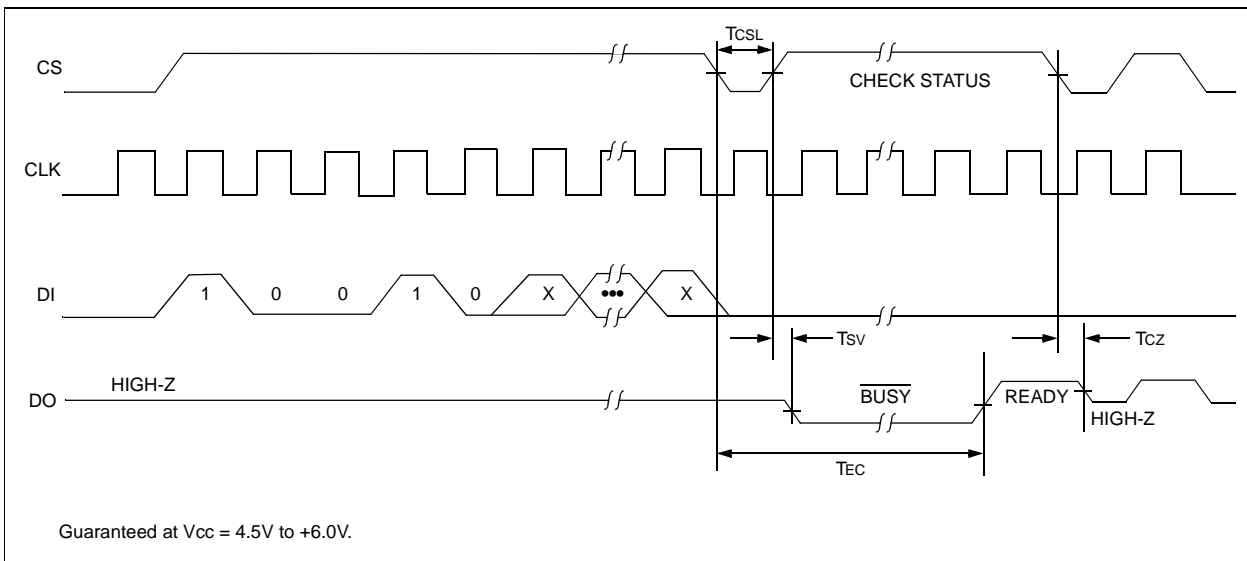 TCSL
CS
CHECK STATUS
CLK
DI 1 0 0 1 0 X ••• X
TSV TCZ
HIGH-Z BUSY READY
DO HIGH-Z
TEC
Guaranteed at Vcc = 4.5V to +6.0V.